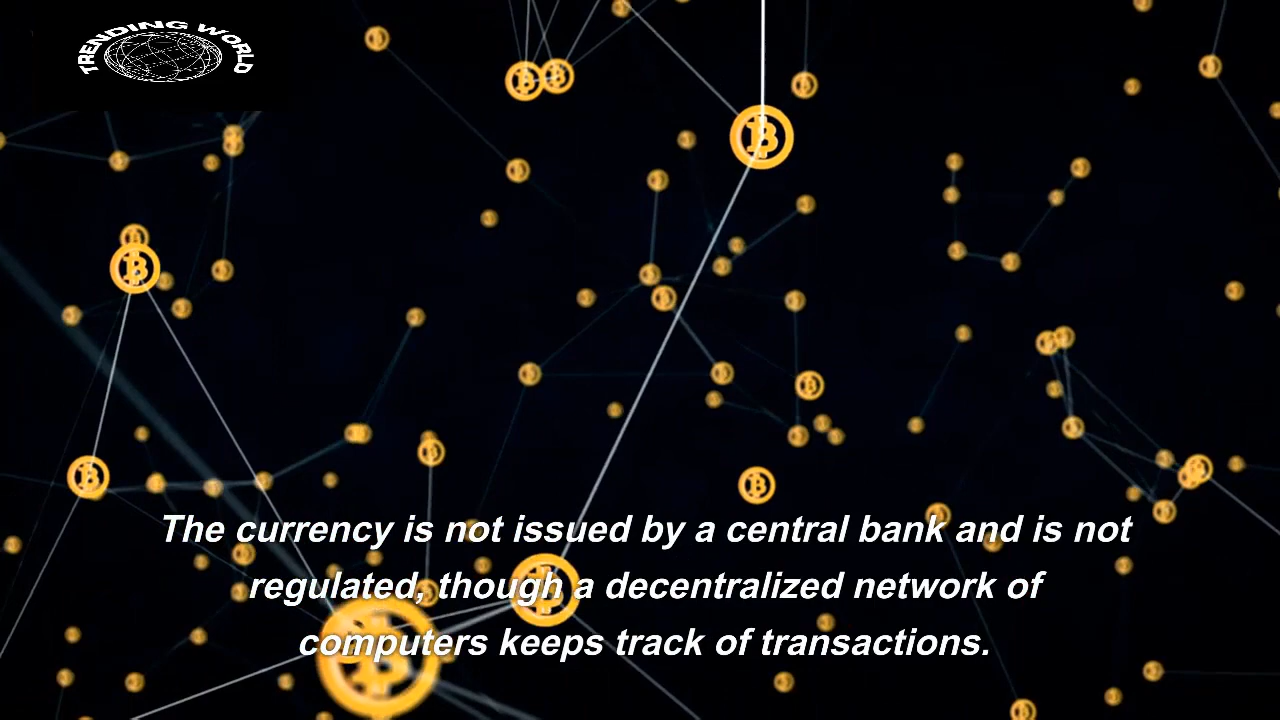 TRENDING WORLD
The currency is not issued by a central bank and is not
regulated, though a decentralized network of
computers keeps track of transactions.